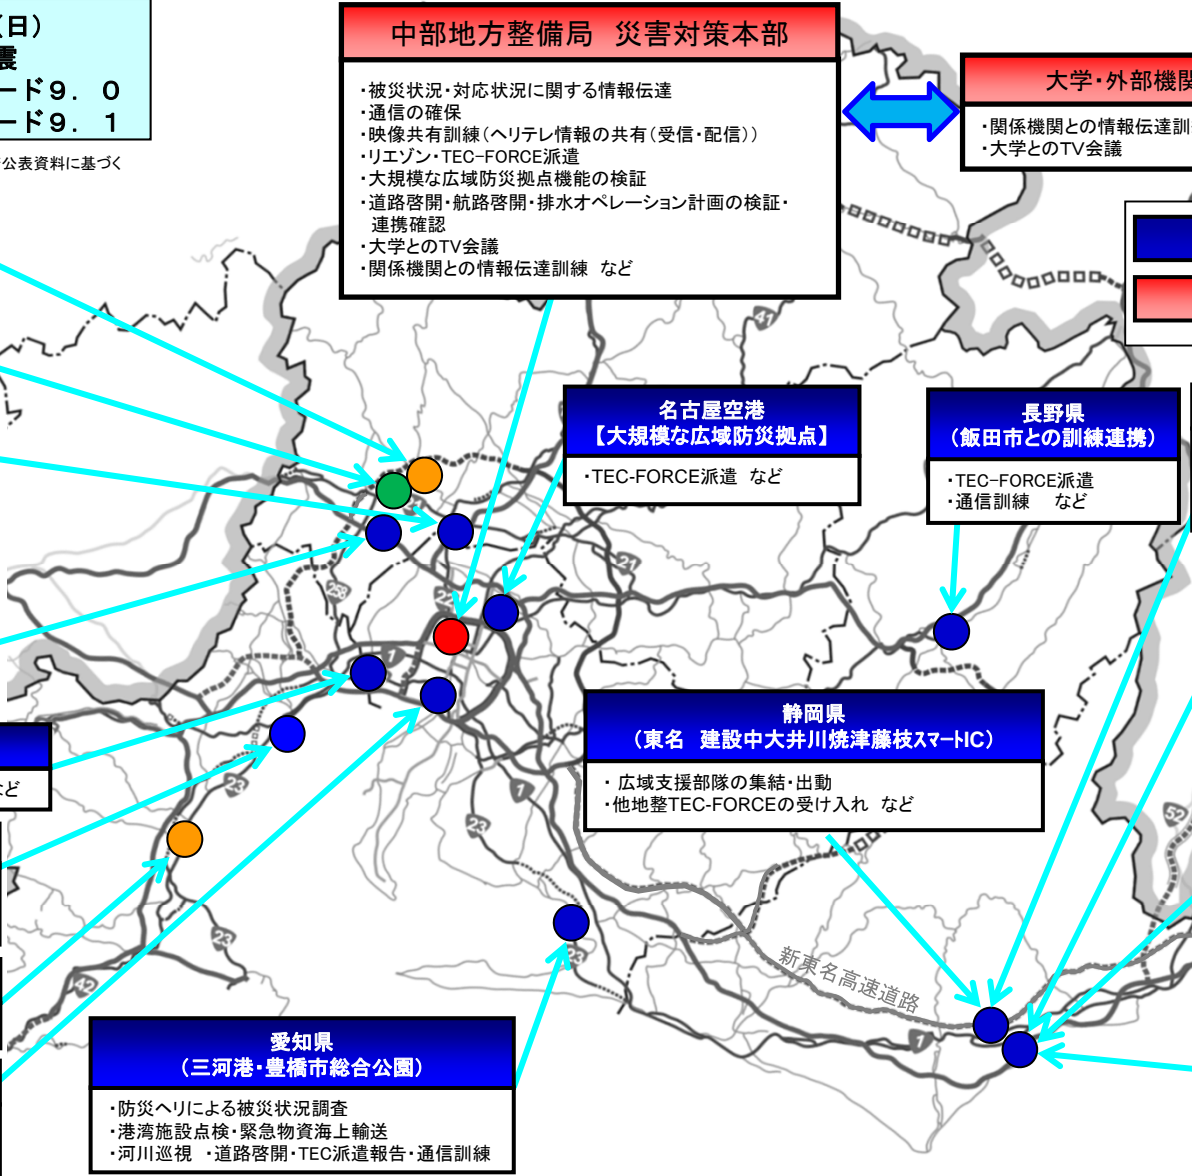 （日）
震
ード９．０
ード９．１
公表資料に基づく
中部地方整備局 災害対策本部
・被災状況・対応状況に関する情報伝達
・通信の確保
・映像共有訓練（ヘリテレ情報の共有（受信・配信））
・リエゾン・TEC-FORCE派遣
・大規模な広域防災拠点機能の検証
・道路啓開・航路啓開・排水オペレーション計画の検証・
連携確認
・大学とのTV会議
・関係機関との情報伝達訓練 など
大学・外部機関
・関係機関との情報伝達訓
・大学とのTV会議
41
名古屋空港
【大規模な広域防災拠点】
・TEC-FORCE派遣 など
長野県
（飯田市との訓練連携）
・TEC-FORCE派遣
・通信訓練 など
21
258
22
1
静岡県
（東名 建設中大井川焼津藤枝スマートIC）
・ 広域支援部隊の集結・出動
・他地整TEC-FORCEの受け入れ など
など
23
1
23
52
23
23
42
新東名高速道路
1
愛知県
（三河港・豊橋市総合公園）
・防災ヘリによる被災状況調査
・港湾施設点検・緊急物資海上輸送
・河川巡視 ・道路啓開・TEC派遣報告・通信訓練